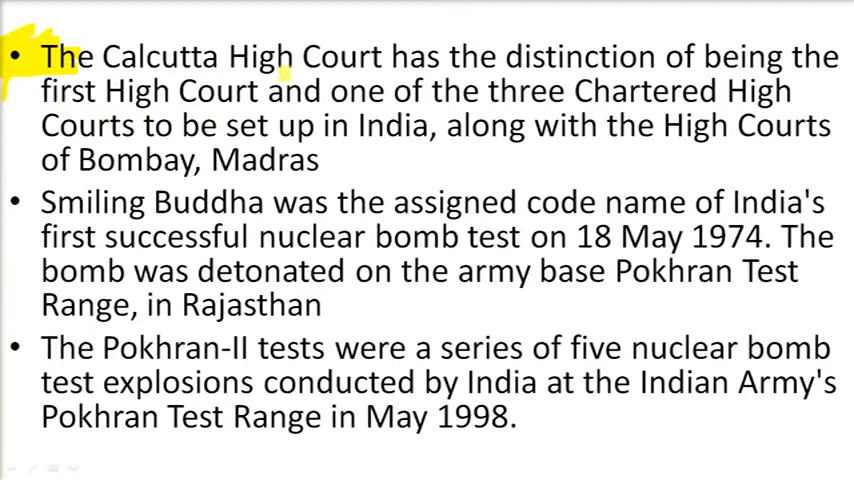 • The Calcutta High Court has the distinction of being the
first High Court and one of the three Chartered High
Courts to be set up in India, along with the High Courts
of Bombay, Madras
• Smiling Buddha was the assigned code name of India's
first successful nuclear bomb test on 18 May 1974. The
bomb was detonated on the army base Pokhran Test
Range, in Rajasthan
• The Pokhran-II tests were a series of five nuclear bomb
test explosions conducted by India at the Indian Army's
Pokhran Test Range in May 1998.